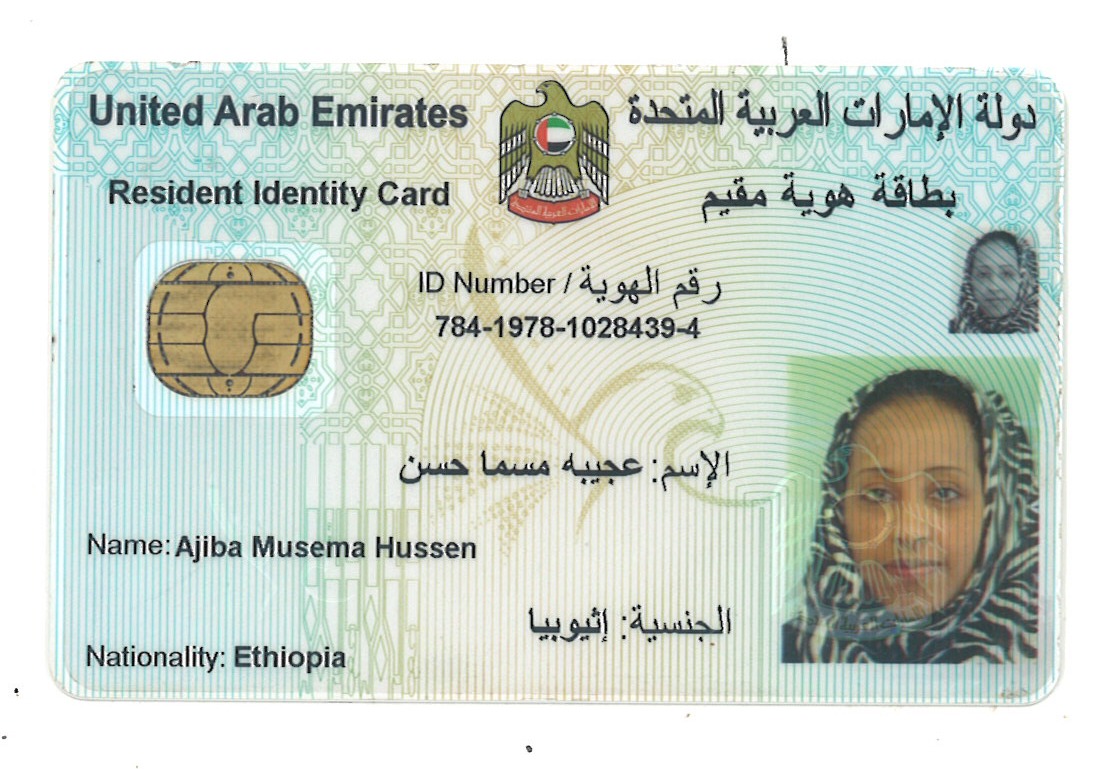 United Arab Emirates
دولة الإمارات العربية المتحدة
Resident Identity Card
بطاقة هوية مقيم
ID Number / رقم الهوية
784-1978-1028439-4
الإسم: عجيبه مسما حسن
Name: Ajiba Musema Hussen
الجنسية: إثيوبيا
Nationality: Ethiopia